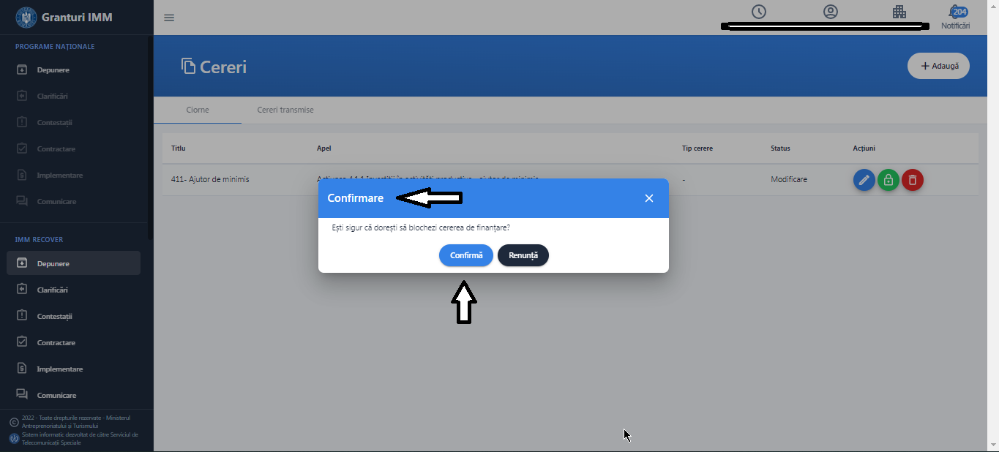 Granturi IMM
204
Notificări
PROGRAME NAȚIONALE
Depunere
Clarificări
Contestații
Contractare
Implementare
Comunicare
IMM RECOVER
Depunere
Clarificări
Contestații
Contractare
Implementare
Comunicare
2022 - Toate drepturile rezervate - Ministerul
Antreprenoriatului și Turismului
Sistem informatic dezvoltat de către Serviciul de
Telecomunicații Speciale
Cereri
+ Adaugă
Ciorne Cereri transmise
Titlu Apel Tip cerere Status Acțiuni
411- Ajutor de minimis Acțiunea 4.1.1 Investiții în activități productive - ajutor de minimis - Modificare
Confirmare
Ești sigur că dorești să blochezi cererea de finanțare?
Confirmă Renunță